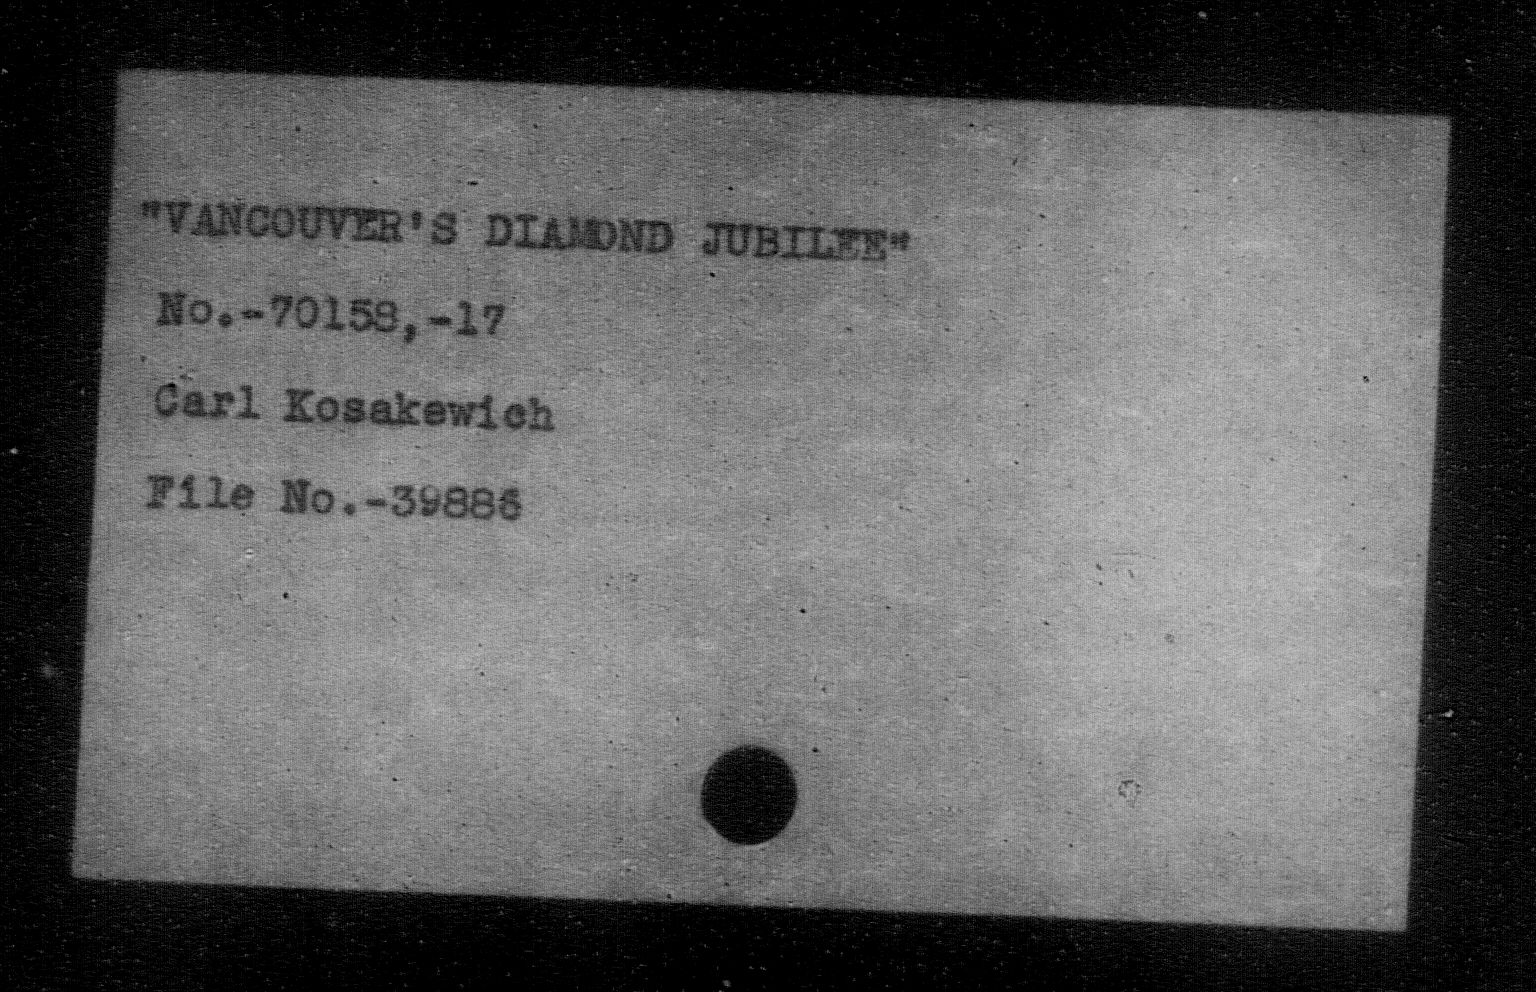 "VANCOUVER'S DIAMOND JUBILEE"
No.-70158,-17
Carl Kosakewich
File No.-39886